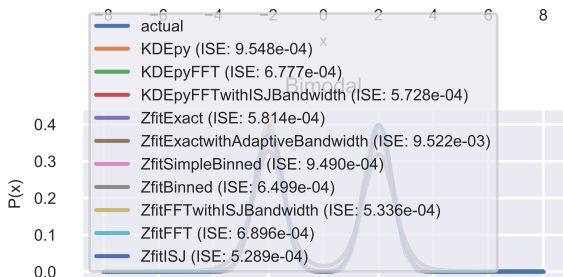 −8 −6 −4 −2 0 2 4 6 8
x
actual
KDEpy (ISE: 9.548e-04)
KDEpyFFT (ISE: 6.777e-04)
Bimodal
KDEpyFFTwithISJBandwidth (ISE: 5.728e-04)
ZfitExact (ISE: 5.814e-04)
ZfitExactwithAdaptiveBandwidth (ISE: 9.522e-03)
ZfitSimpleBinned (ISE: 9.490e-04)
ZfitBinned (ISE: 6.499e-04)
ZfitFFTwithISJBandwidth (ISE: 5.336e-04)
ZfitFFT (ISE: 6.896e-04)
ZfitISJ (ISE: 5.289e-04)
P(x)
0.4
0.3
0.2
0.1
0.0